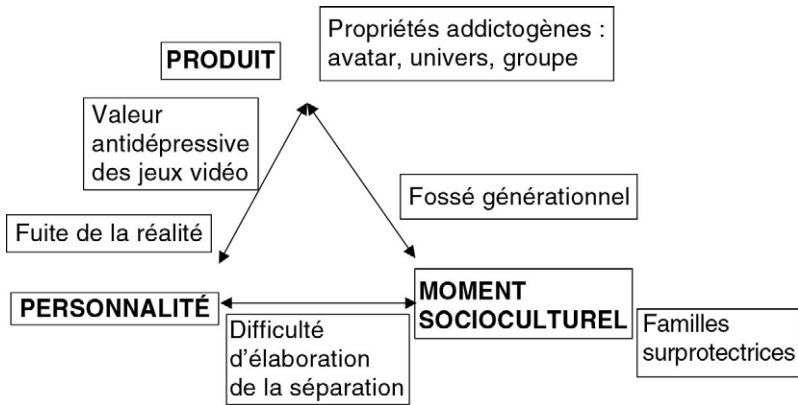 PRODUIT
Propriétés addictogènes :
avatar, univers, groupe
Valeur
antidépressive
des jeux vidéo
Fossé générationnel
Fuite de la réalité
PERSONNALITÉ
MOMENT
SOCIOCULTUREL
Difficulté
d’élaboration
de la séparation
Familles
surprotectrices